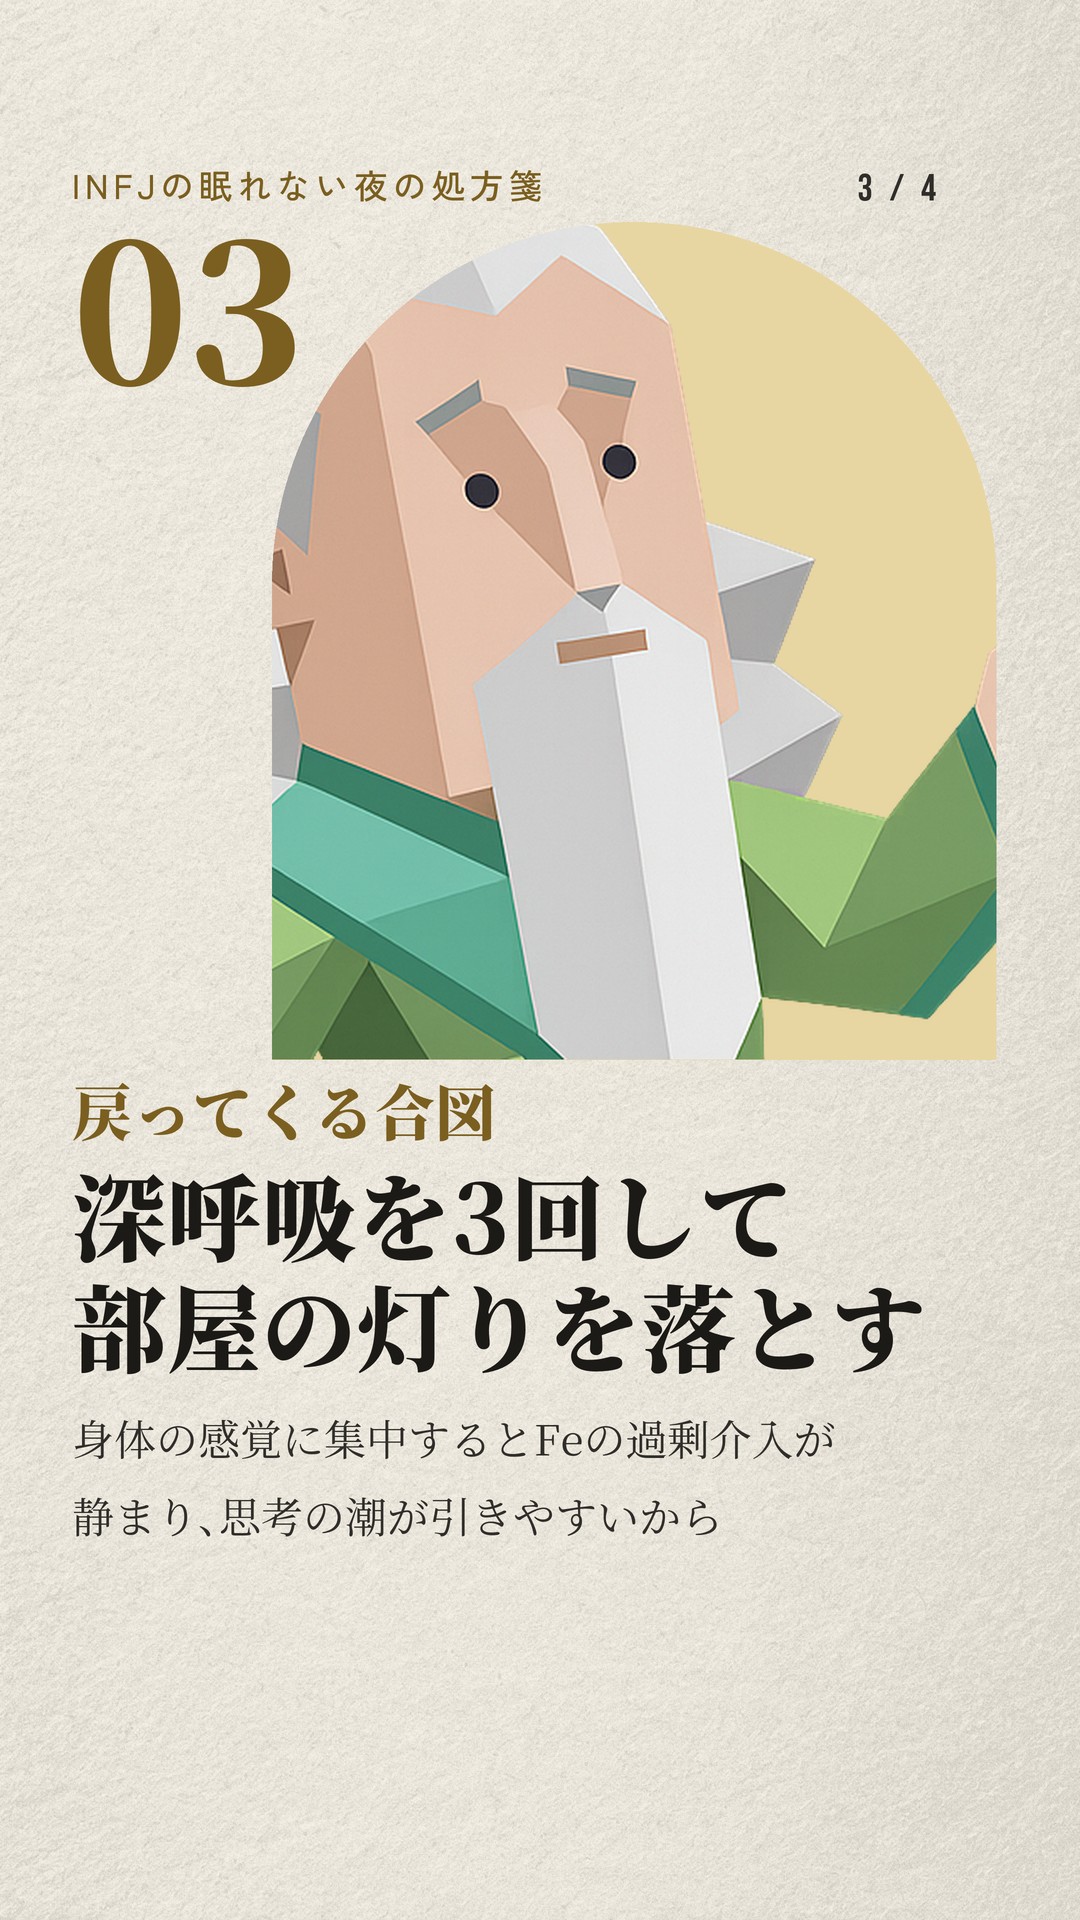 INFJの眠れない夜の処方箋
3 / 4
03
戻ってくる合図
深呼吸を3回して
部屋の灯りを落とす
身体の感覚に集中するとFeの過剰介入が
静まり、思考の潮が引きやすいから